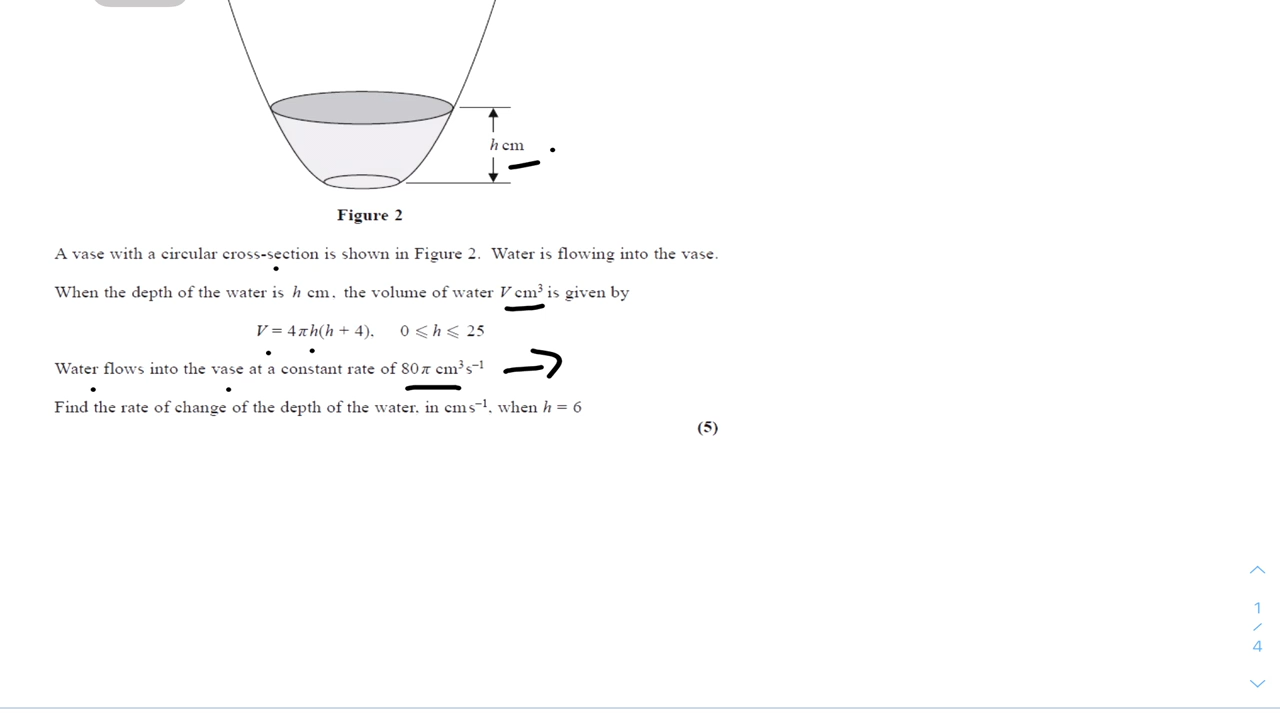 h cm
Figure 2
A vase with a circular cross-section is shown in Figure 2. Water is flowing into the vase.
When the depth of the water is h cm, the volume of water V cm³ is given by
V = 4πh(h + 4), 0 ⩽ h ⩽ 25
Water flows into the vase at a constant rate of 80π cm³s⁻¹
Find the rate of change of the depth of the water, in cms⁻¹, when h = 6
(5)
1
/
4